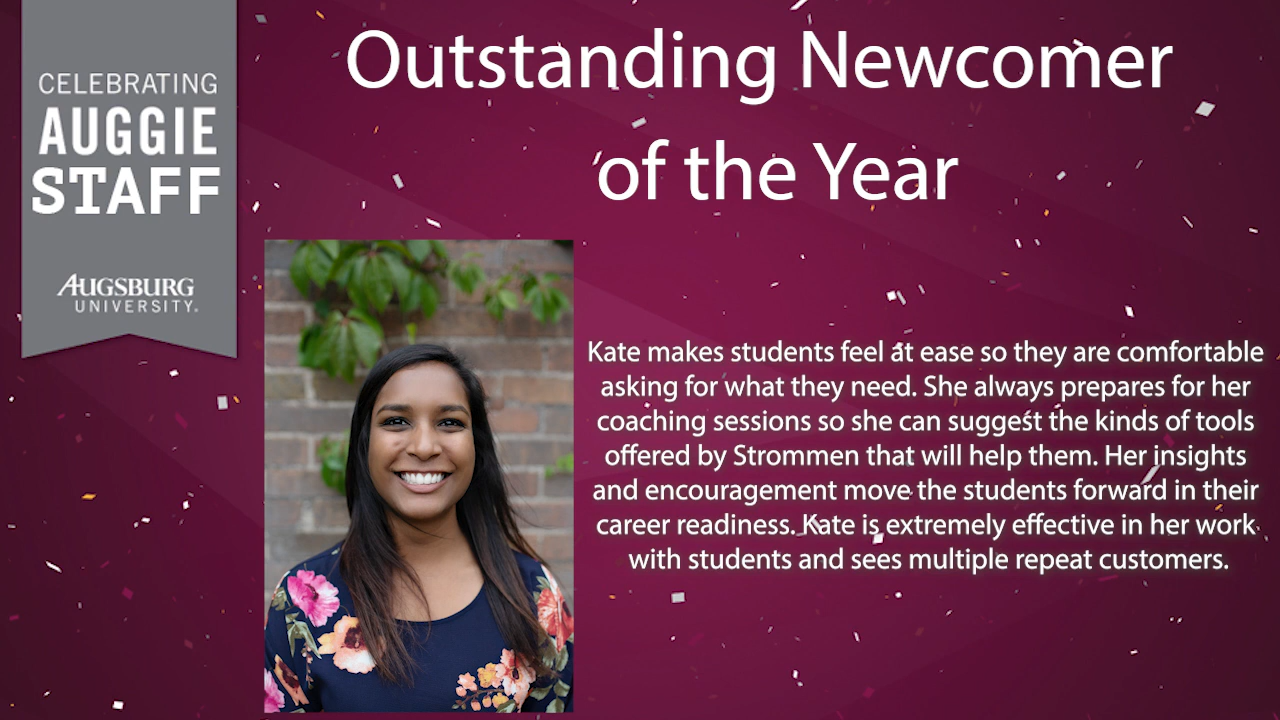 CELEBRATING
AUGGIE
STAFF
AUGSBURG
UNIVERSITY®
Outstanding Newcomer
of the Year
Kate makes students feel at ease so they are comfortable
asking for what they need. She always prepares for her
coaching sessions so she can suggest the kinds of tools
offered by Strommen that will help them. Her insights
and encouragement move the students forward in their
career readiness. Kate is extremely effective in her work
with students and sees multiple repeat customers.